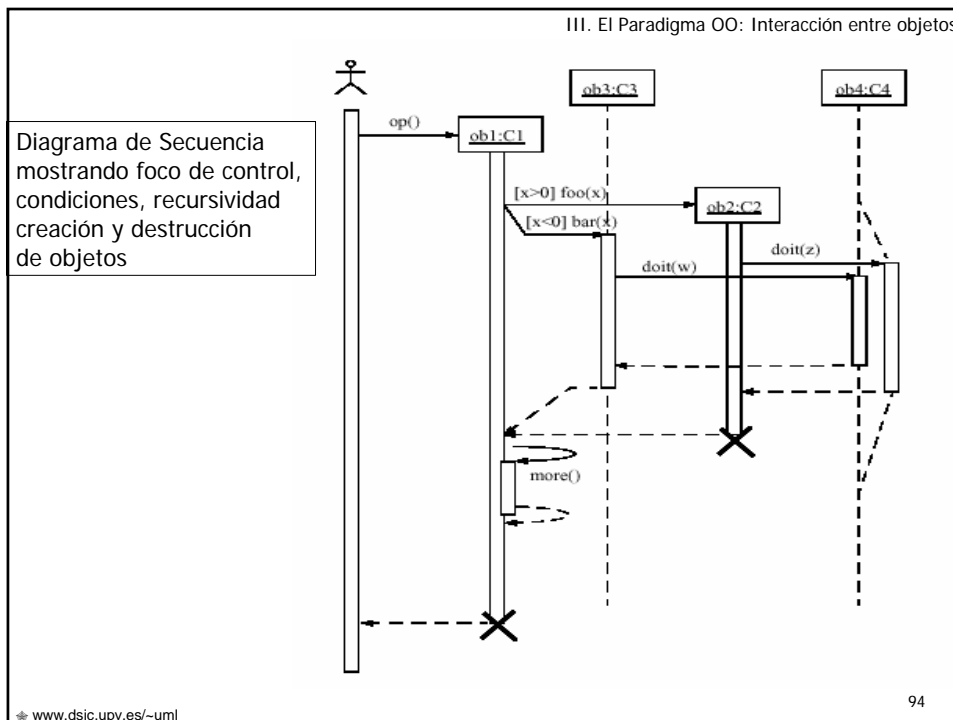 III. El Paradigma OO: Interacción entre objetos
Diagrama de Secuencia
mostrando foco de control,
condiciones, recursividad
creación y destrucción
de objetos
ob3:C3
ob4:C4
op()
ob1:C1
[x>0] foo(x)
ob2:C2
[x<0] bar(x)
doit(z)
doit(w)
more()
94
www.dsic.upv.es/~uml